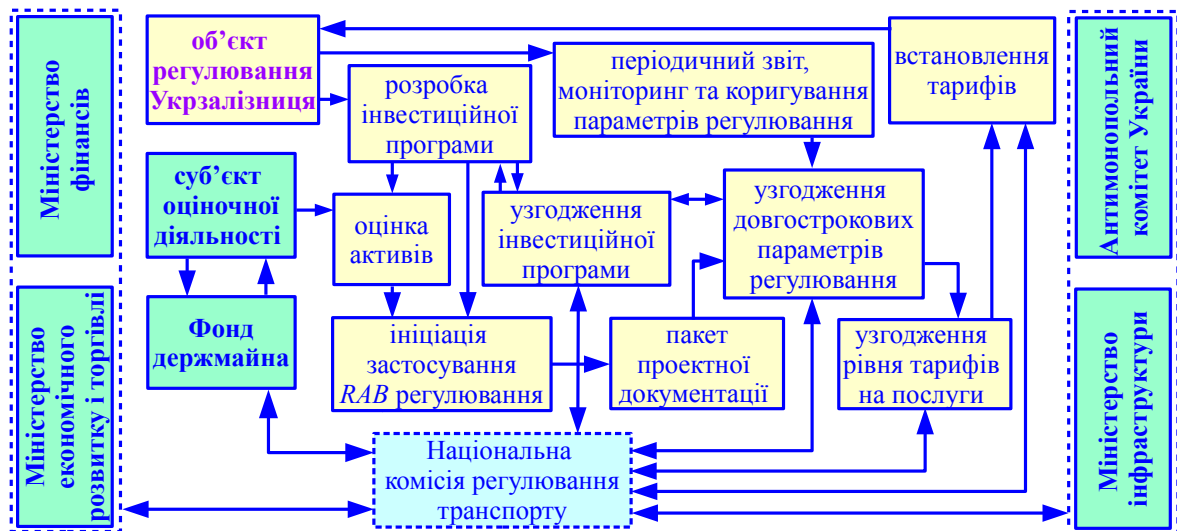 Міністерство
фінансів
Міністерство
економічного
розвитку і торгівлі
об’єкт
регулювання
Укрзалізниця
розробка
інвестиційної
програми
періодичний звіт,
моніторинг та коригування
параметрів регулювання
встановлення
тарифів
суб’єкт
оціночної
діяльності
оцінка
активів
узгодження
інвестиційної
програми
узгодження
довгострокових
параметрів
регулювання
Фонд
держмайна
ініціація
застосування
RAB регулювання
пакет
проектної
документації
узгодження
рівня тарифів
на послуги
Національна
комісія регулювання
транспорту
Антимонопольний
комітет України
Міністерство
інфраструктури